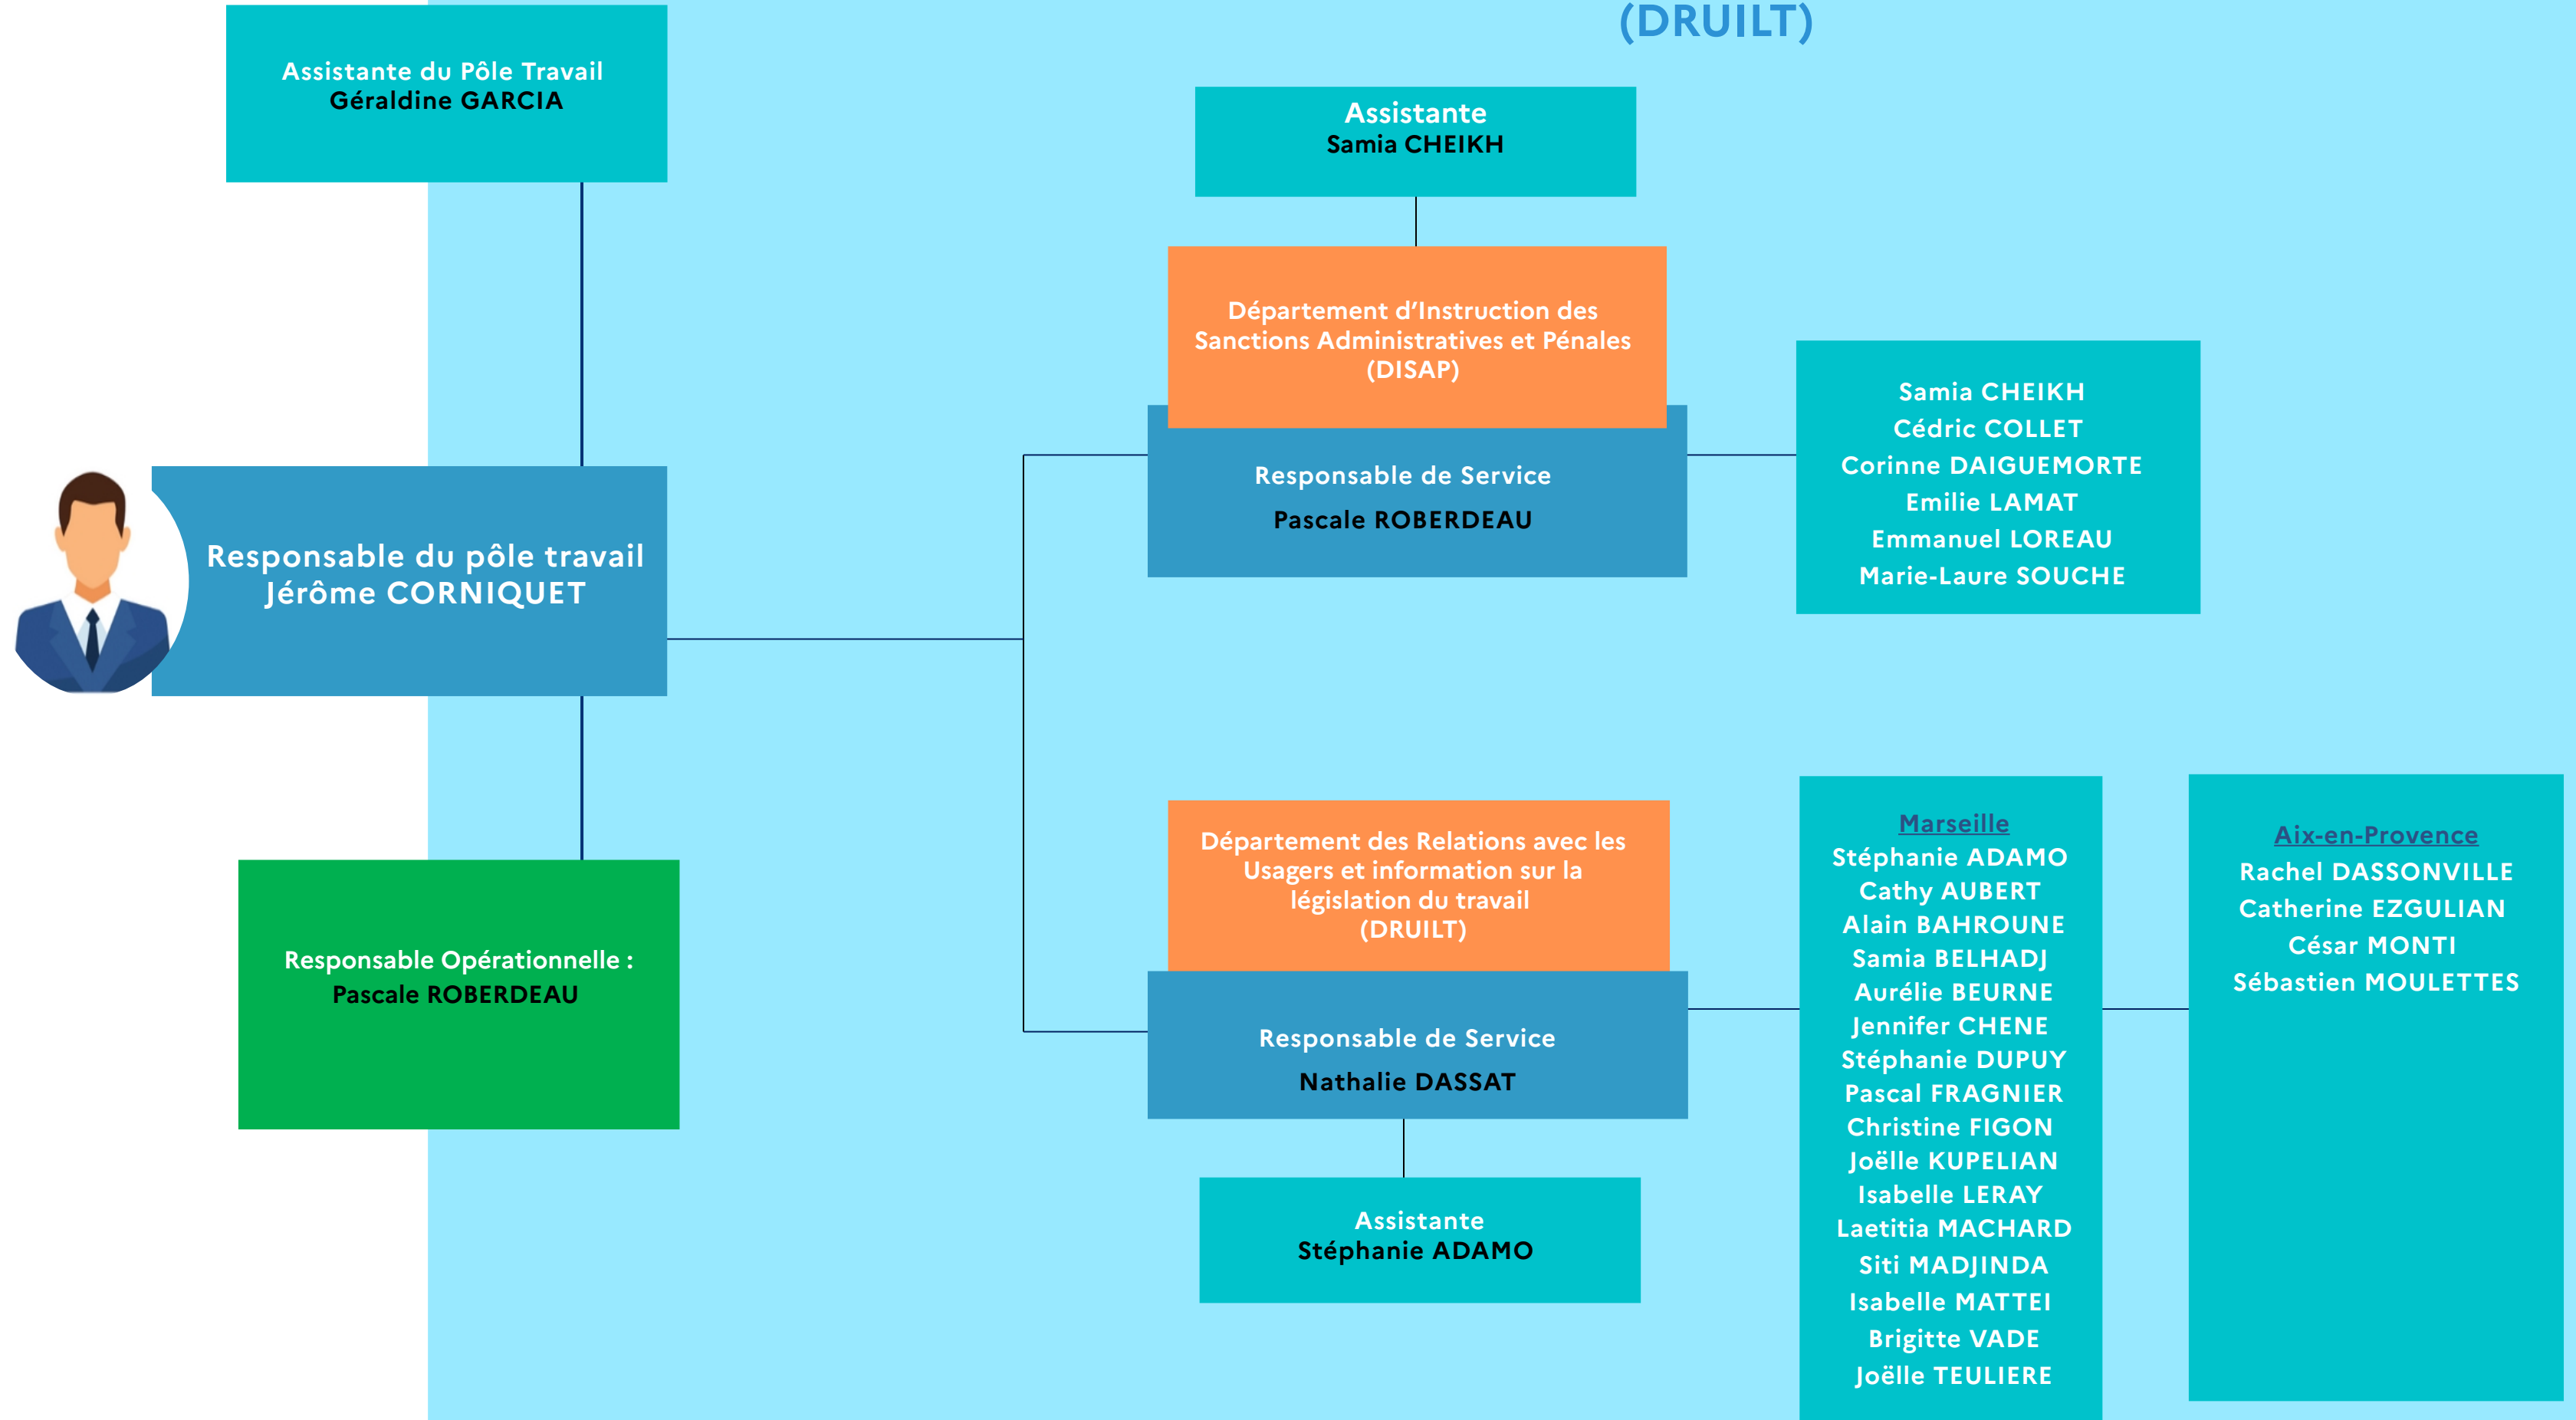 (DRUILT)
Assistante du Pôle Travail
Géraldine GARCIA
Assistante
Samia CHEIKH
Département d’Instruction des
Sanctions Administratives et Pénales
(DISAP)
Responsable de Service
Pascale ROBERDEAU
Samia CHEIKH
Cédric COLLET
Corinne DAIGUEMORTE
Emilie LAMAT
Emmanuel LOREAU
Marie-Laure SOUCHE
Responsable du pôle travail
Jérôme CORNIQUET
Responsable Opérationnelle :
Pascale ROBERDEAU
Département des Relations avec les
Usagers et information sur la
législation du travail
(DRUILT)
Responsable de Service
Nathalie DASSAT
Assistante
Stéphanie ADAMO
Marseille
Stéphanie ADAMO
Cathy AUBERT
Alain BAHROUNE
Samia BELHADJ
Aurélie BEURNE
Jennifer CHENE
Stéphanie DUPUY
Pascal FRAGNIER
Christine FIGON
Joëlle KUPELIAN
Isabelle LERAY
Laetitia MACHARD
Siti MADJINDA
Isabelle MATTEI
Brigitte VADE
Joëlle TEULIERE
Aix-en-Provence
Rachel DASSONVILLE
Catherine EZGULIAN
César MONTI
Sébastien MOULETTES